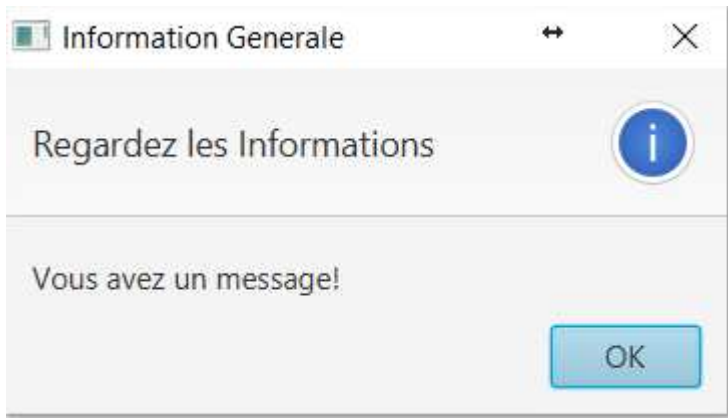 Information Generale
Regardez les Informations
Vous avez un message!
OK